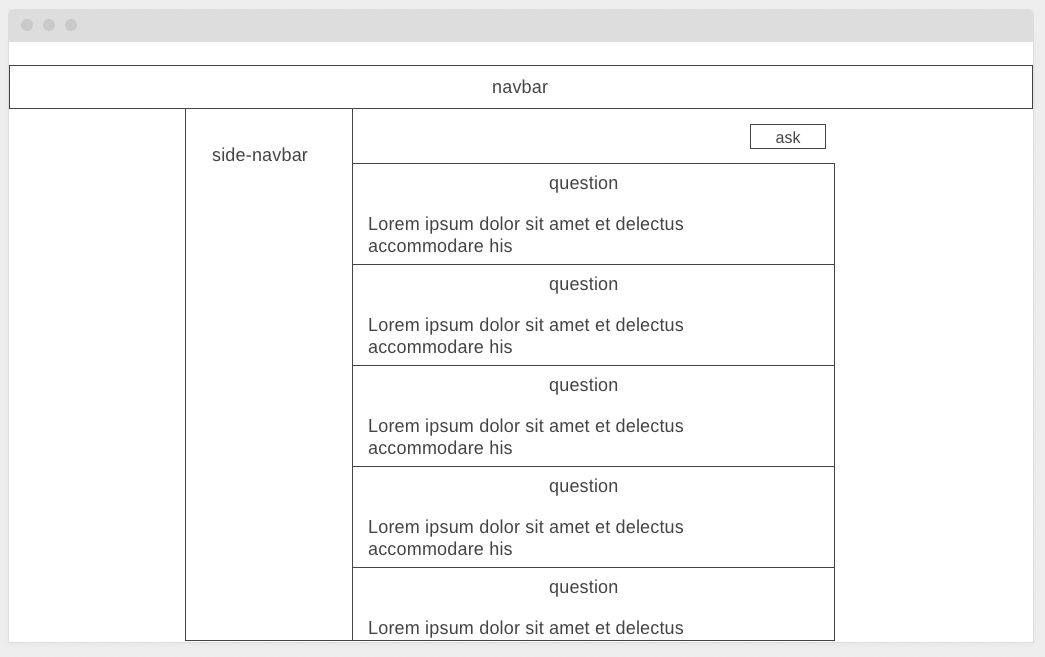 navbar
side-navbar
ask
question
Lorem ipsum dolor sit amet et delectus
accommodare his
question
Lorem ipsum dolor sit amet et delectus
accommodare his
question
Lorem ipsum dolor sit amet et delectus
accommodare his
question
Lorem ipsum dolor sit amet et delectus
accommodare his
question
Lorem ipsum dolor sit amet et delectus